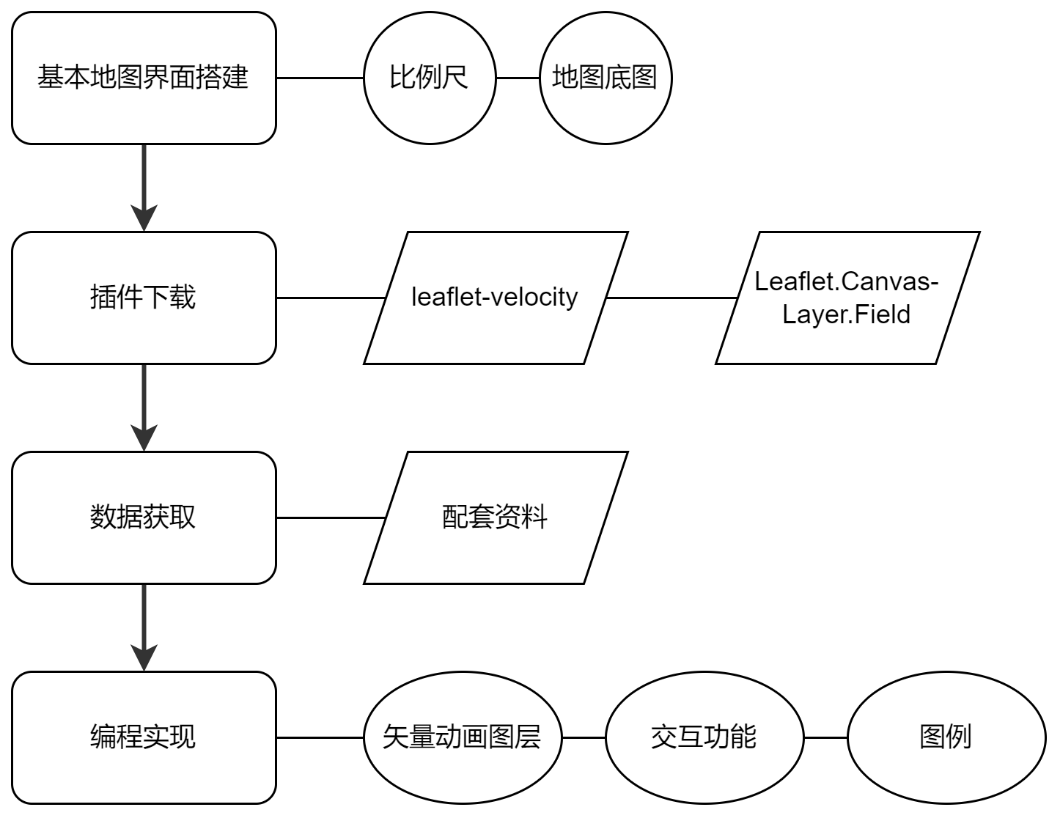 基本地图界面搭建
比例尺
地图底图
插件下载
leaflet-velocity
Leaflet.Canvas-
Layer.Field
数据获取
配套资料
编程实现
矢量动画图层
交互功能
图例